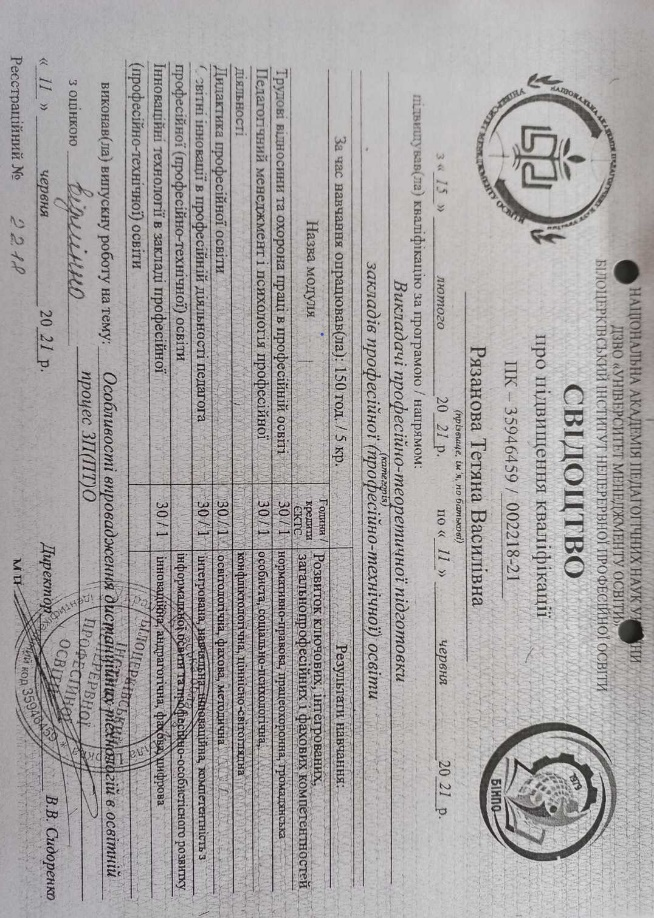 НАЦІОНАЛЬНА АКАДЕМІЯ ПЕДАГОГІЧНИХ НАУК
ДЗВО «УНІВЕРСИТЕТ МЕНЕДЖМЕНТУ ОСВІТИ»
БІЛОЦЕРКІВСЬКИЙ ІНСТИТУТ НЕПЕРЕРВНОЇ ПРОФЕСІЙНОЇ ОСВІТИ
1979
БІНПО
СВІДОЦТВО
про підвищення кваліфікації
ПК – 35946459 / 002218-21
Рязанова Тетяна Василівна
(прізвище, ім'я, по батькові)
з « 15 » лютого 20 21 р. по « 11 » червня 20 21 р.
підвищував(ла) кваліфікацію за програмою / напрямом:
Викладачі професійно-теоретичної підготовки
(категорія)
закладів професійної (професійно-технічної) освіти
За час навчання опрацював(ла): 150 год. / 5 кр. Результати навчання:
Назва модуля Години кредити ЄКТС Розвиток ключових, інтегрованих, загальнопрофесійних і фахових компетентностей
Трудові відносини та охорона праці в професійній освіті 30 / 1 нормативно-правова, працеохоронна, громадянська
Педагогічний менеджмент і психологія професійної 30 / 1 особиста, соціально-психологічна,
діяльності конфліктологічна, ціннісно-світоглядна
Дидактика професійної освіти 30 / 1 освітологічна, фахова, методична
світні інновації в професійній діяльності педагога 30 / 1 інтегрована, навчальна, інноваційна, компетентність з
професійної (професійно-технічної) освіти інформальної освіти та професійно-особистісного розвитку
Інноваційні технології в закладі професійної 30 / 1 інноваційна, андрагогічна, фахова, цифрова
(професійно-технічної) освіти
виконав(ла) випускну роботу на тему: Особливості впровадження дистанційних технологій в освітній
процес ЗП(ПТ)О
з оцінкою відмінно
« 11 » червня 20 21 р. Директор В.В. Сидоренко
Реєстраційний № 2218 МП